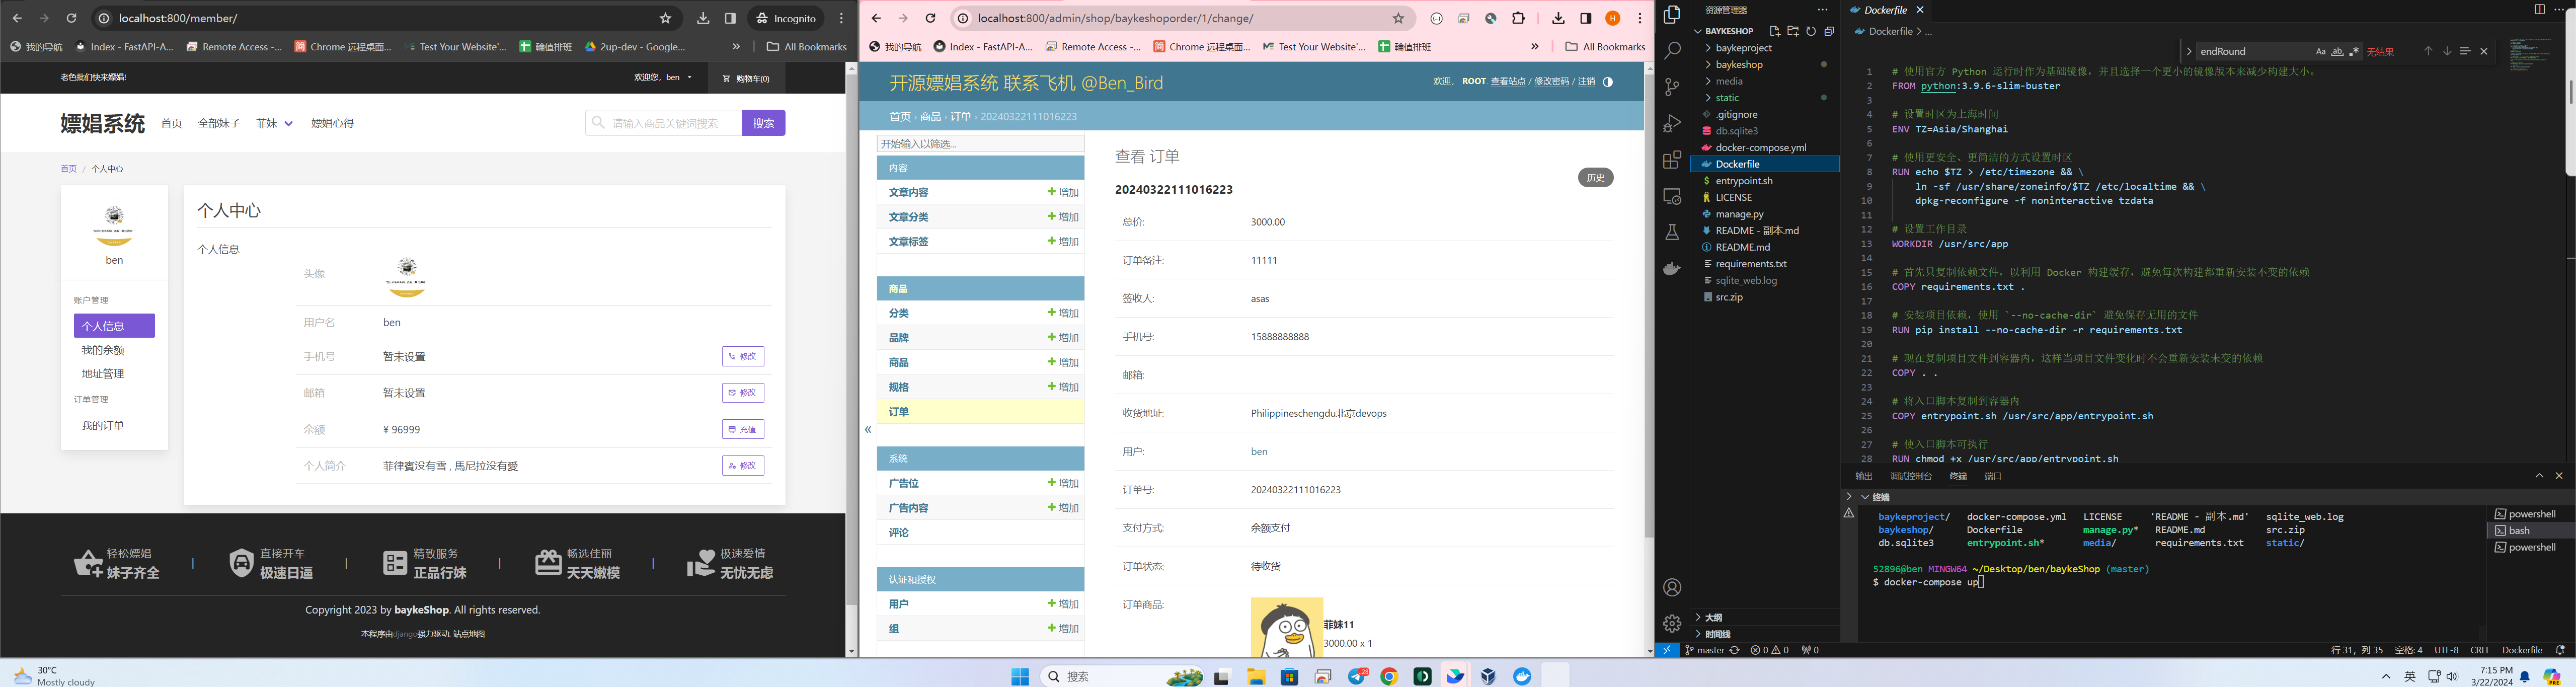 localhost:800/member/
Incognito
我的导航
Index - FastAPI-A...
Remote Access -...
Chrome 远程桌面...
Test Your Website'...
輪值排班
2up-dev - Google...
All Bookmarks
老色批们快来嫖娼!
欢迎您，ben
购物车(0)
嫖娼系统
首页
全部妹子
菲妹
嫖娼心得
请输入商品关键词搜索
搜索
首页 / 个人中心
ben
账户管理
个人信息
我的余额
地址管理
订单管理
我的订单
个人中心
个人信息
头像
用户名 ben
手机号 暂未设置 修改
邮箱 暂未设置 修改
余额 ¥ 96999 充值
个人简介 菲律賓没有雪 , 馬尼拉没有愛 修改
轻松嫖娼
妹子齐全
直接开车
极速日逼
精致服务
正品行妹
畅选佳丽
天天嫩模
极速爱情
无忧无虑
Copyright 2023 by baykeShop. All rights reserved.
本程序由django强力驱动. 站点地图
localhost:800/admin/shop/baykeshoporder/1/change/
H
我的导航
Index - FastAPI-A...
Remote Access -...
Chrome 远程桌面...
Test Your Website'...
輪值排班
All Bookmarks
开源嫖娼系统 联系飞机 @Ben_Bird
欢迎， ROOT. 查看站点 / 修改密码 / 注销
首页 › 商品 › 订单 › 20240322111016223
开始输入以筛选...
内容
文章内容 增加
文章分类 增加
文章标签 增加
商品
分类 增加
品牌 增加
商品 增加
规格 增加
订单
系统
广告位 增加
广告内容 增加
评论
认证和授权
用户 增加
组 增加
«
查看 订单
历史
20240322111016223
总价: 3000.00
订单备注: 11111
签收人: asas
手机号: 15888888888
邮箱:
收货地址: Philippineschengdu北京devops
用户: ben
订单号: 20240322111016223
支付方式: 余额支付
订单状态: 待收货
订单商品:
菲妹11
3000.00 x 1
资源管理器
BAYKESHOP
baykeproject
baykeshop
media
static
.gitignore
db.sqlite3
docker-compose.yml
Dockerfile
entrypoint.sh
LICENSE
manage.py
README - 副本.md
README.md
requirements.txt
sqlite_web.log
src.zip
大纲
时间线
Dockerfile
Dockerfile > ...
endRound
Aa
ab
无结果
1 # 使用官方 Python 运行时作为基础镜像，并且选择一个更小的镜像版本来减少构建大小。
2 FROM python:3.9.6-slim-buster
3
4 # 设置时区为上海时间
5 ENV TZ=Asia/Shanghai
6
7 # 使用更安全、更简洁的方式设置时区
8 RUN echo $TZ > /etc/timezone && \
9 ln -sf /usr/share/zoneinfo/$TZ /etc/localtime && \
10 dpkg-reconfigure -f noninteractive tzdata
11
12 # 设置工作目录
13 WORKDIR /usr/src/app
14
15 # 首先只复制依赖文件，以利用 Docker 构建缓存，避免每次构建都重新安装不变的依赖
16 COPY requirements.txt .
17
18 # 安装项目依赖，使用 `--no-cache-dir` 避免保存无用的文件
19 RUN pip install --no-cache-dir -r requirements.txt
20
21 # 现在复制项目文件到容器内，这样当项目文件变化时不会重新安装未变的依赖
22 COPY . .
23
24 # 将入口脚本复制到容器内
25 COPY entrypoint.sh /usr/src/app/entrypoint.sh
26
27 # 使入口脚本可执行
28 RUN chmod +x /usr/src/app/entrypoint.sh
输出 调试控制台 终端 端口
终端
baykeproject/ docker-compose.yml LICENSE 'README - 副本.md' sqlite_web.log
baykeshop/ Dockerfile manage.py* README.md src.zip
db.sqlite3 entrypoint.sh* media/ requirements.txt static/
52896@ben MINGW64 ~/Desktop/ben/baykeShop (master)
$ docker-compose up
powershell
bash
powershell
master
0 0
0
行 31，列 35 空格: 4 UTF-8 CRLF Dockerfile
30°C
Mostly cloudy
搜索
英
7:15 PM
3/22/2024
PRE